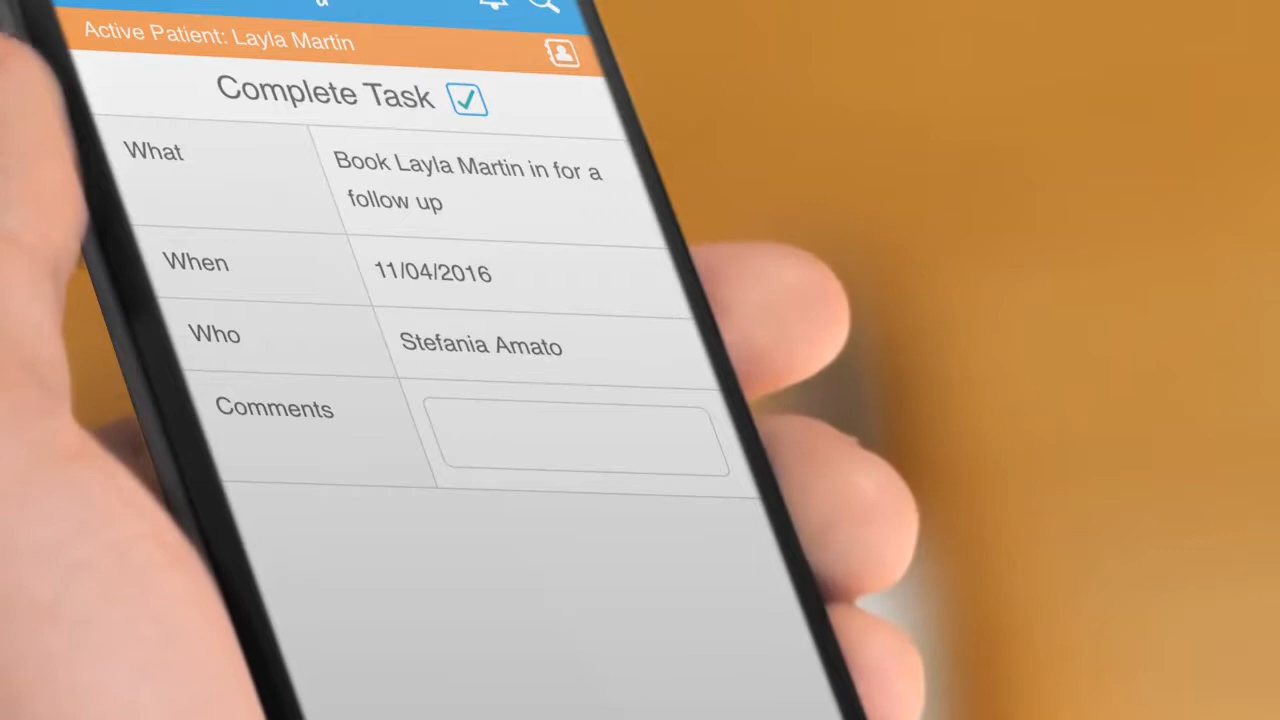 Active Patient: Layla Martin
Complete Task
What
Book Layla Martin in for a
follow up
When
11/04/2016
Who
Stefania Amato
Comments